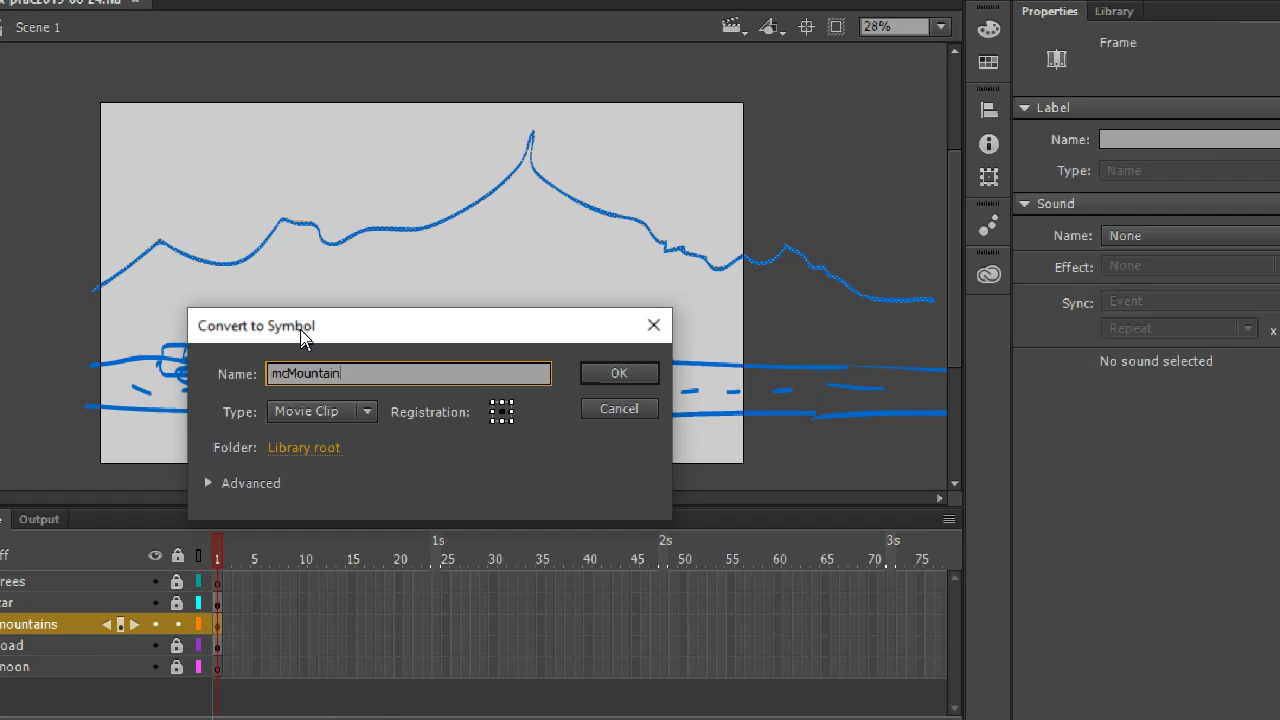 Properties Library
Scene 1
28%
Frame
Label
Name:
Type: Name
Sound
Name: None
Effect: None
Sync: Event
Repeat x
No sound selected
Convert to Symbol
Name: mcMountain OK
Type: Movie Clip Registration: Cancel
Folder: Library root
Advanced
Output
1s 2s 3s
1 5 10 15 20 25 30 35 40 45 50 55 60 65 70 75
ff
rees
car
mountains
oad
noon